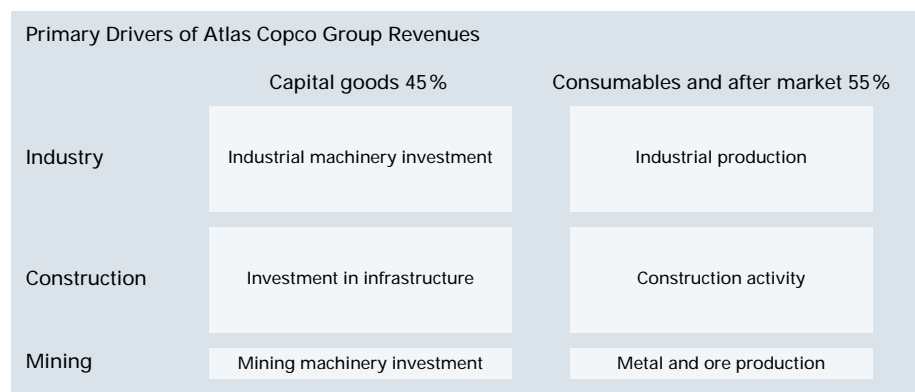 Primary Drivers of Atlas Copco Group Revenues
Capital goods 45% Consumables and after market 55%
Industry Industrial machinery investment Industrial production
Construction Investment in infrastructure Construction activity
Mining Mining machinery investment Metal and ore production